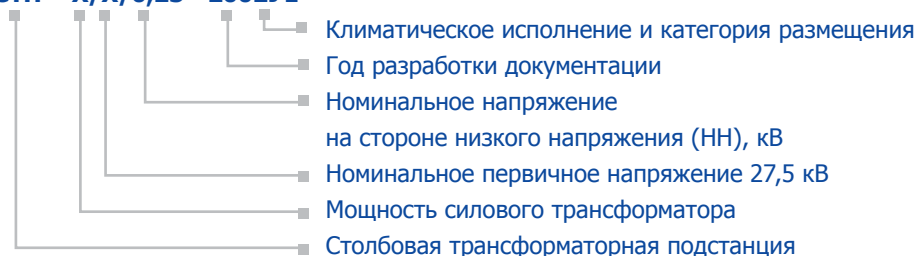 Климатическое исполнение и категория размещения
Год разработки документации
Номинальное напряжение
на стороне низкого напряжения (НН), кВ
Номинальное первичное напряжение 27,5 кВ
Мощность силового трансформатора
Столбовая трансформаторная подстанция